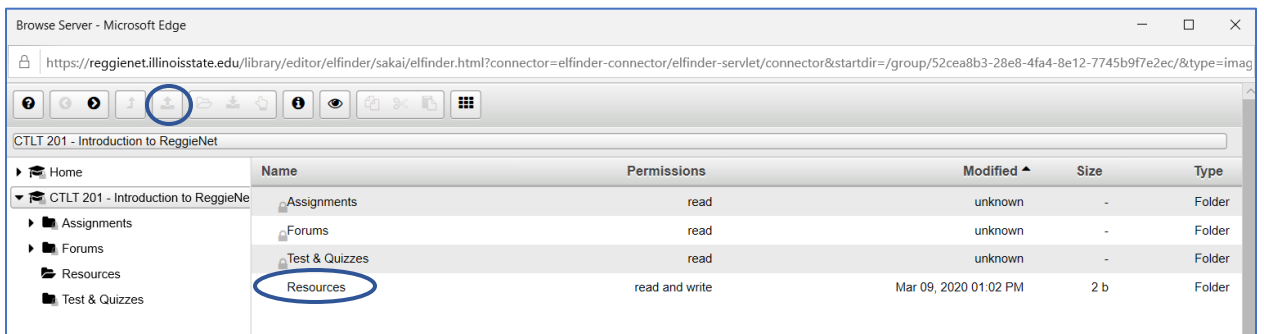 Browse Server - Microsoft Edge
https://reggienet.illinoisstate.edu/library/editor/elfinder/sakai/elfinder.html?connector=elfinder-connector/elfinder-servlet/connector&startdir=/group/52cea8b3-28e8-4fa4-8e12-7745b9f7e2ec/&type=imag
CTLT 201 - Introduction to ReggieNet
Home
CTLT 201 - Introduction to ReggieNe
Assignments
Forums
Resources
Test & Quizzes
Name Permissions Modified Size Type
Assignments read unknown - Folder
Forums read unknown - Folder
Test & Quizzes read unknown - Folder
Resources read and write Mar 09, 2020 01:02 PM 2 b Folder